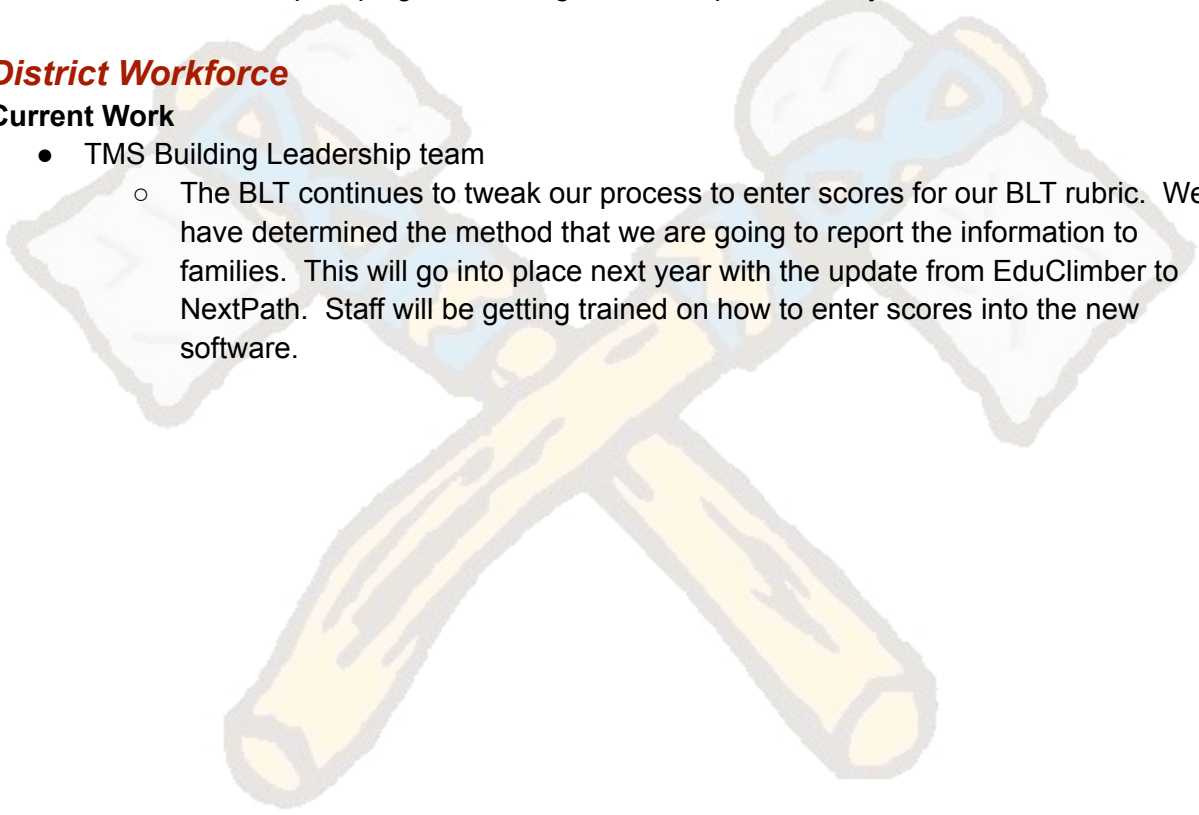 District Workforce
Current Work
● TMS Building Leadership team
○ The BLT continues to tweak our process to enter scores for our BLT rubric.  We
have determined the method that we are going to report the information to
families.  This will go into place next year with the update from EduClimber to
NextPath.  Staff will be getting trained on how to enter scores into the new
software.